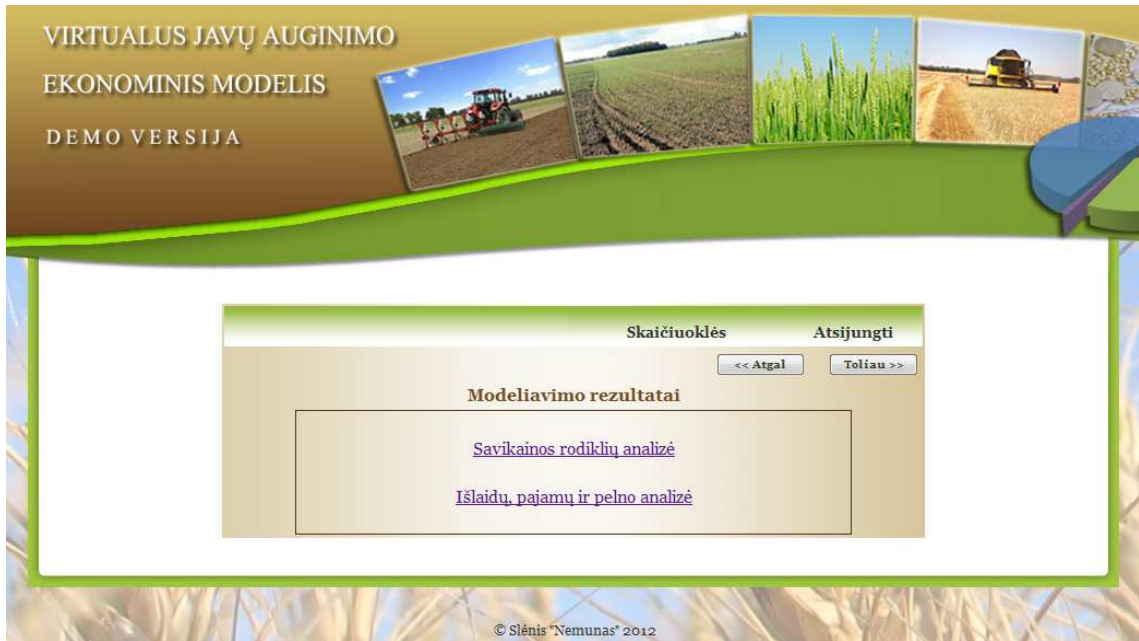 VIRTUALUS JAVŲ AUGINIMO
EKONOMINIS MODELIS
DEMO VERSIJA
Skaičiuoklės Atsijungti
<< Atgal Toliau >>
Modeliavimo rezultatai
Savikainos rodiklių analizė
Išlaidų, pajamų ir pelno analizė
© Slėnis "Nemunas" 2012